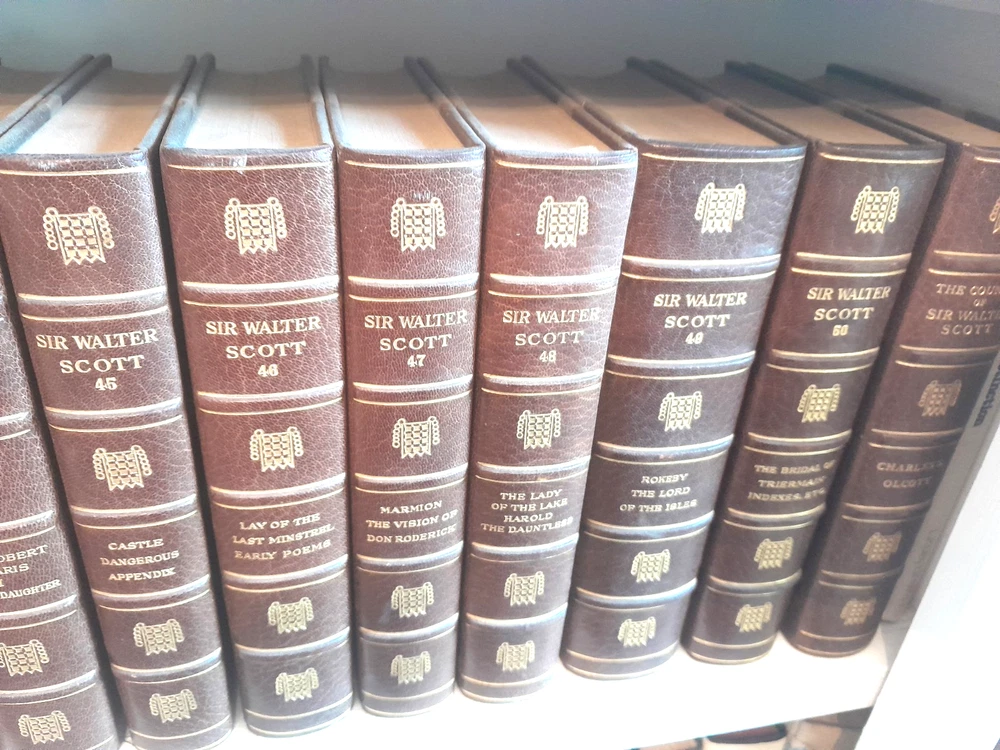 OBERT
ARIS
DAUGHTER
SIR WALTER
SCOTT
45
CASTLE
DANGEROUS
APPENDIX
SIR WALTER
SCOTT
46
LAY OF THE
LAST MINSTREL
EARLY POEMS
SIR WALTER
SCOTT
47
MARMION
THE VISION OF
DON RODERICK
SIR WALTER
SCOTT
48
THE LADY
OF THE LAKE
HAROLD
THE DAUNTLESS
SIR WALTER
SCOTT
49
ROKEBY
THE LORD
OF THE ISLES
SIR WALTER
SCOTT
50
THE BRIDAL OF
TRIERMAIN
INDEXES, ETC.
THE COU
OF
SIR WALT
SCOTT
CHARLES
OLCOTT